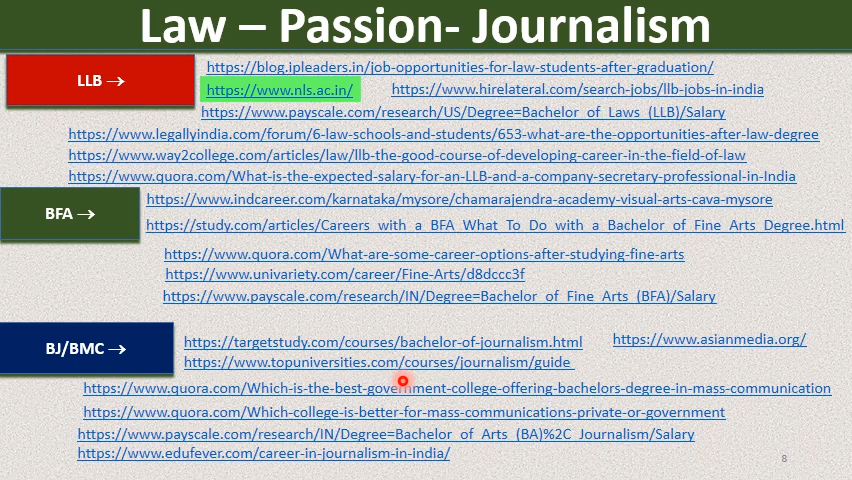 Law – Passion- Journalism
LLB →
https://blog.ipleaders.in/job-opportunities-for-law-students-after-graduation/
https://www.nls.ac.in/ https://www.hirelateral.com/search-jobs/llb-jobs-in-india
https://www.payscale.com/research/US/Degree=Bachelor_of_Laws_(LLB)/Salary
https://www.legallyindia.com/forum/6-law-schools-and-students/653-what-are-the-opportunities-after-law-degree
https://www.way2college.com/articles/law/llb-the-good-course-of-developing-career-in-the-field-of-law
https://www.quora.com/What-is-the-expected-salary-for-an-LLB-and-a-company-secretary-professional-in-India
BFA →
https://www.indcareer.com/karnataka/mysore/chamarajendra-academy-visual-arts-cava-mysore
https://study.com/articles/Careers_with_a_BFA_What_To_Do_with_a_Bachelor_of_Fine_Arts_Degree.html
https://www.quora.com/What-are-some-career-options-after-studying-fine-arts
https://www.univariety.com/career/Fine-Arts/d8dccc3f
https://www.payscale.com/research/IN/Degree=Bachelor_of_Fine_Arts_(BFA)/Salary
BJ/BMC →
https://targetstudy.com/courses/bachelor-of-journalism.html https://www.asianmedia.org/
https://www.topuniversities.com/courses/journalism/guide
https://www.quora.com/Which-is-the-best-government-college-offering-bachelors-degree-in-mass-communication
https://www.quora.com/Which-college-is-better-for-mass-communications-private-or-government
https://www.payscale.com/research/IN/Degree=Bachelor_of_Arts_(BA)%2C_Journalism/Salary
https://www.edufever.com/career-in-journalism-in-india/
8